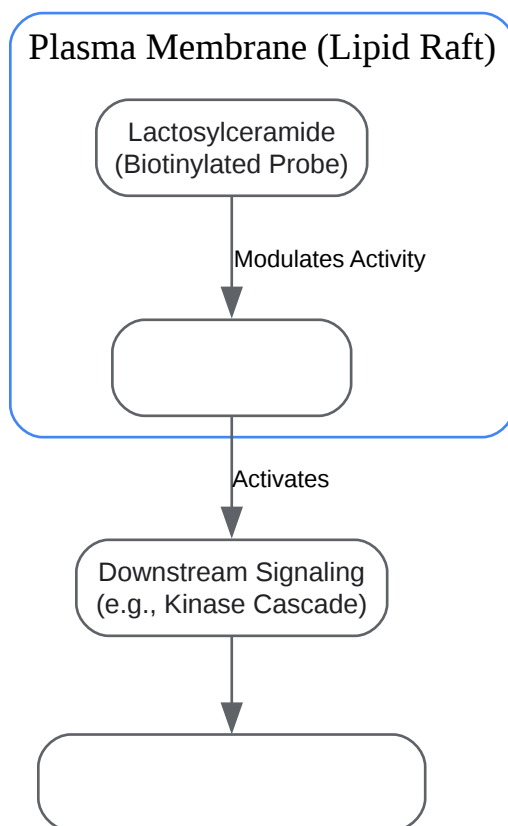 Plasma Membrane (Lipid Raft)
Lactosylceramide
(Biotinylated Probe)
Modulates Activity
Activates
Downstream Signaling
(e.g., Kinase Cascade)